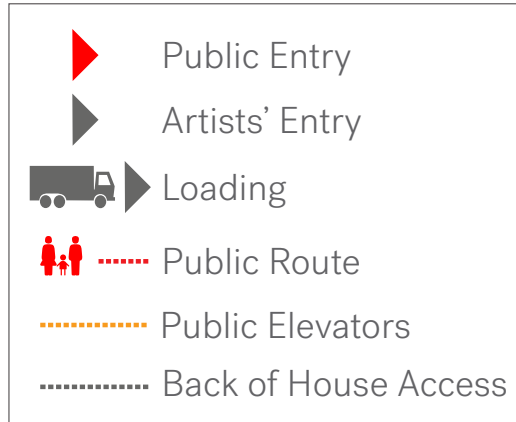 Public Entry
Artists’ Entry
Loading
Public Route
Public Elevators
Back of House Access